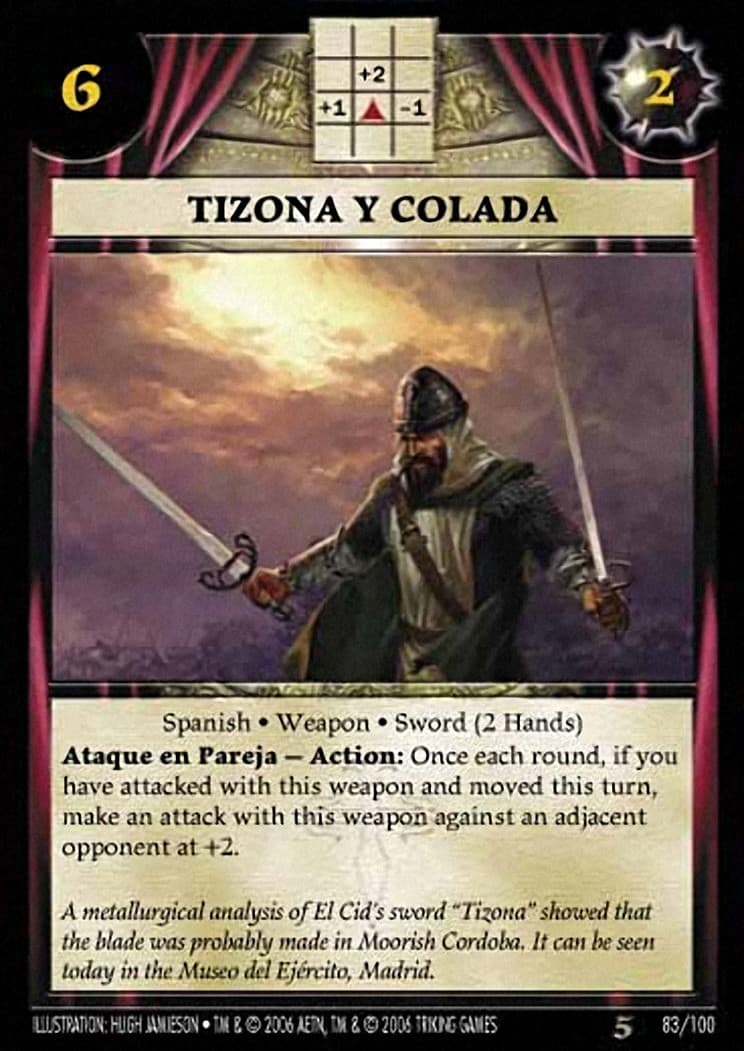 6
+2
+1
-1
2
TIZONA Y COLADA
Spanish • Weapon • Sword (2 Hands)
Ataque en Pareja – Action: Once each round, if you
have attacked with this weapon and moved this turn,
make an attack with this weapon against an adjacent
opponent at +2.
A metallurgical analysis of El Cid's sword "Tizona" showed that
the blade was probably made in Moorish Cordoba. It can be seen
today in the Museo del Ejército, Madrid.
ILLUSTRATION: HUGH JAMIESON • TM & © 2006 AETN, TM & © 2006 TRIKING GAMES
5
83/100